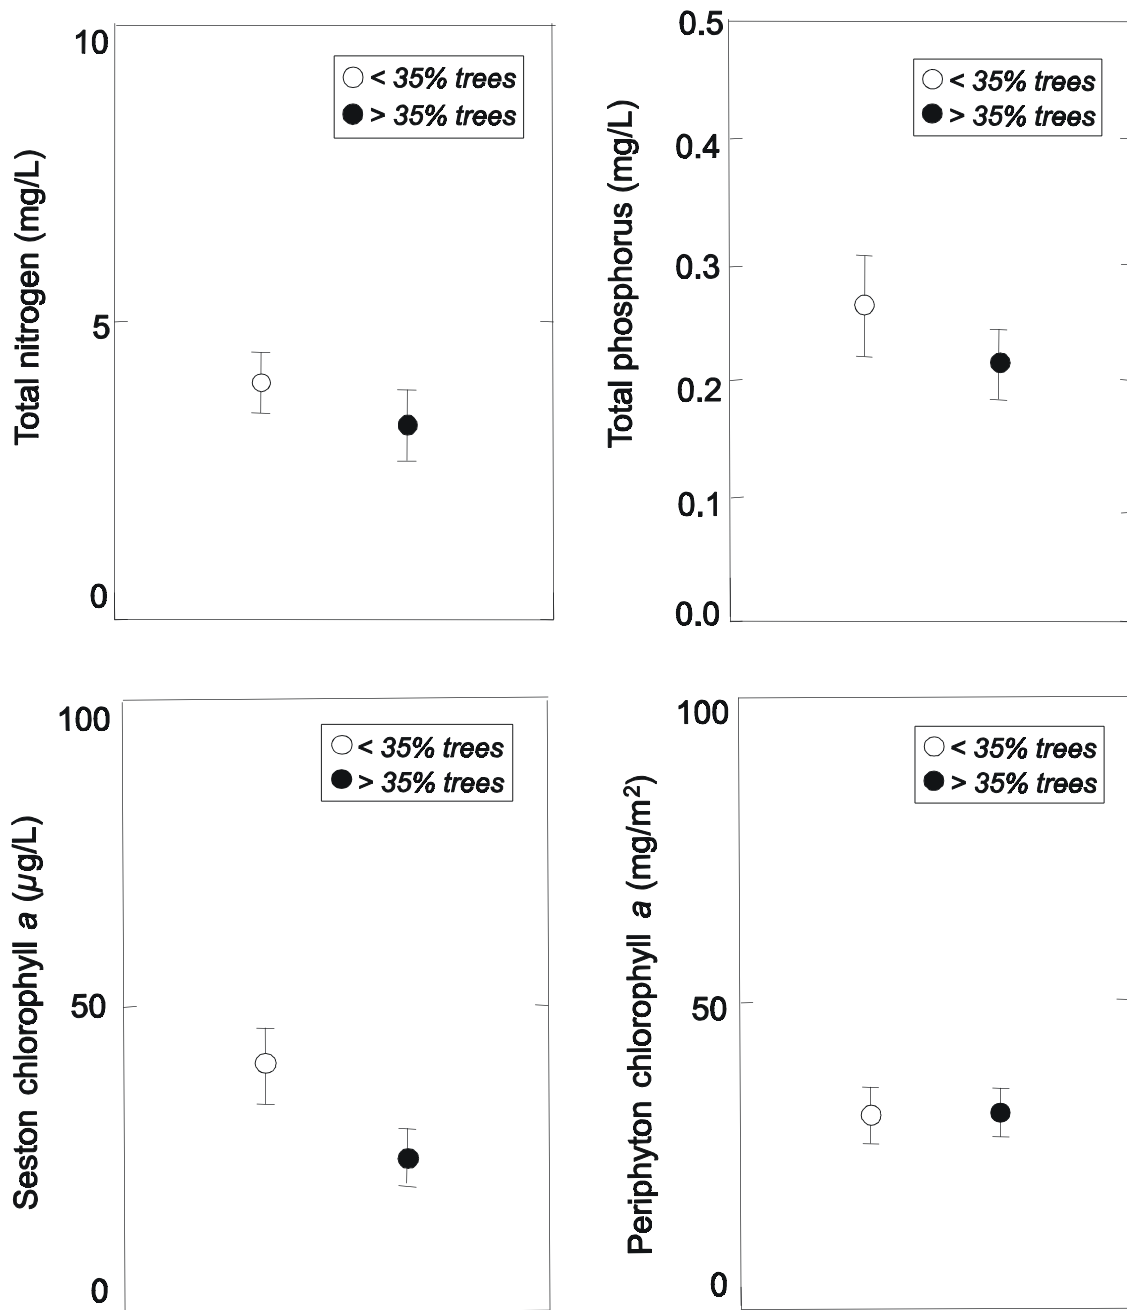 Total nitrogen (mg/L)
10
5
0
< 35% trees
> 35% trees
Total phosphorus (mg/L)
0.5
0.4
0.3
0.2
0.1
0.0
< 35% trees
> 35% trees
Seston chlorophyll a (µg/L)
100
50
0
< 35% trees
> 35% trees
Periphyton chlorophyll a (mg/m²)
100
50
0
< 35% trees
> 35% trees